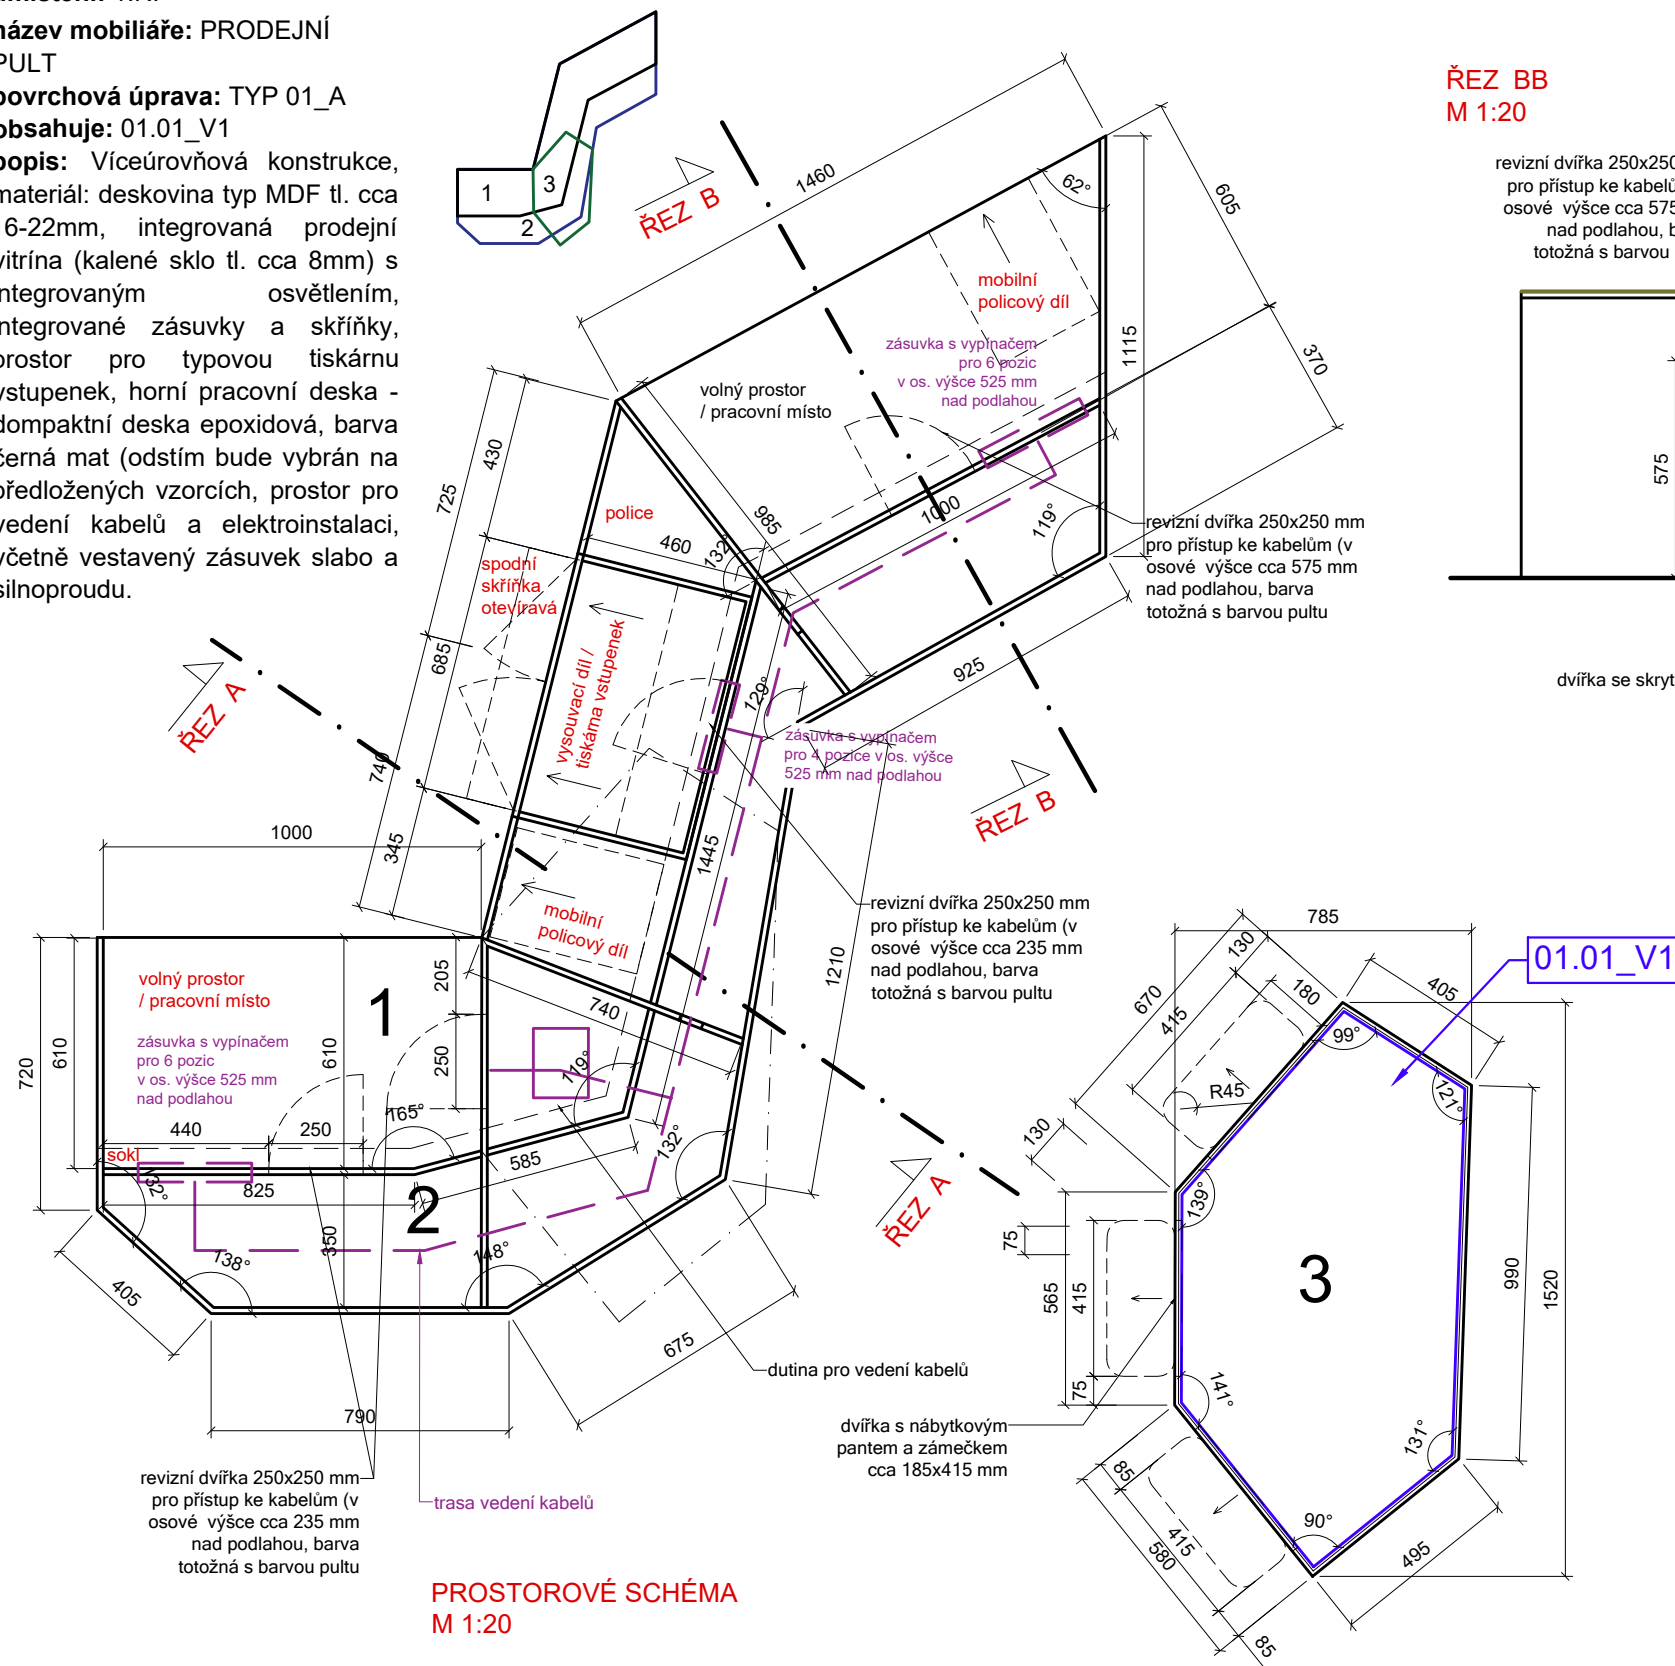 název mobiliáře: PRODEJNÍ
PULT
povrchová úprava: TYP 01_A
obsahuje: 01.01_V1
popis: Víceúrovňová konstrukce,
materiál: deskovina typ MDF tl. cca
16-22mm, integrovaná prodejní
vitrína (kalené sklo tl. cca 8mm) s
integrovaným osvětlením,
integrované zásuvky a skříňky,
prostor pro typovou tiskárnu
vstupenek, horní pracovní deska -
dompaktní deska epoxidová, barva
černá mat (odstím bude vybrán na
předložených vzorcích, prostor pro
vedení kabelů a elektroinstalaci,
včetně vestavený zásuvek slabo a
silnoproudu.
1
3
2
ŘEZ B
1460
62°
605
mobilní
policový díl
zásuvka s vypínačem
pro 6 pozic
v os. výšce 525 mm
nad podlahou
1115
370
volný prostor
/ pracovní místo
430
725
police
985
1000
460
132°
119°
spodní
skříňka
otevíravá
revizní dvířka 250x250 mm
pro přístup ke kabelům (v
osové výšce cca 575 mm
nad podlahou, barva
totožná s barvou pultu
685
vysouvací díl /
tiskárna vstupenek
129°
925
ŘEZ A
zásuvka s vypínačem
pro 4 pozice v os. výšce
525 mm nad podlahou
740
ŘEZ B
1000
345
1445
mobilní
policový díl
revizní dvířka 250x250 mm
pro přístup ke kabelům (v
osové výšce cca 235 mm
nad podlahou, barva
totožná s barvou pultu
1210
volný prostor
/ pracovní místo
1
205
740
720
610
610
250
zásuvka s vypínačem
pro 6 pozic
v os. výšce 525 mm
nad podlahou
119°
165°
440
250
sokl
132°
825
585
132°
2
350
138°
148°
ŘEZ A
405
675
dutina pro vedení kabelů
790
dvířka s nábytkovým
pantem a zámečkem
cca 185x415 mm
revizní dvířka 250x250 mm
pro přístup ke kabelům (v
osové výšce cca 235 mm
nad podlahou, barva
totožná s barvou pultu
trasa vedení kabelů
PROSTOROVÉ SCHÉMA
M 1:20
ŘEZ BB
M 1:20
revizní dvířka 250x250
pro přístup ke kabelů
osové výšce cca 575
nad podlahou, b
totožná s barvou
575
dvířka se skryt
785
130
01.01_V1
670
180
405
415
99°
R45
121°
130
139°
75
3
565
415
990
1520
75
141°
131°
85
90°
415
580
495
85